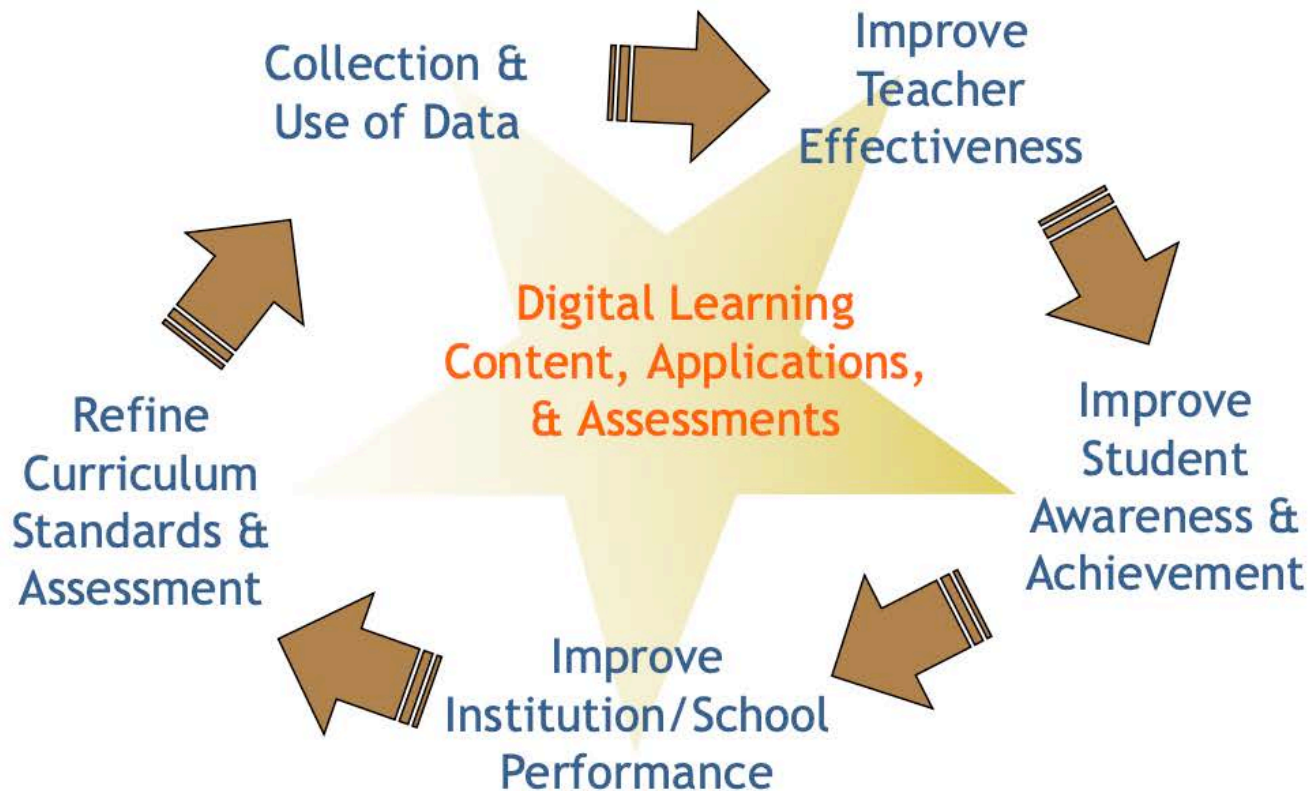 Collection &
Use of Data
Improve
Teacher
Effectiveness
Digital Learning
Content, Applications,
& Assessments
Improve
Student
Awareness &
Achievement
Improve
Institution/School
Performance
Refine
Curriculum
Standards &
Assessment